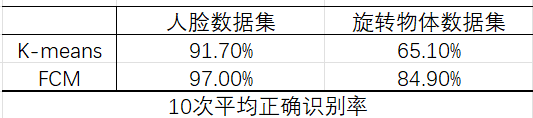 人脸数据集 旋转物体数据集
K-means 91.70% 65.10%
FCM 97.00% 84.90%
10次平均正确识别率